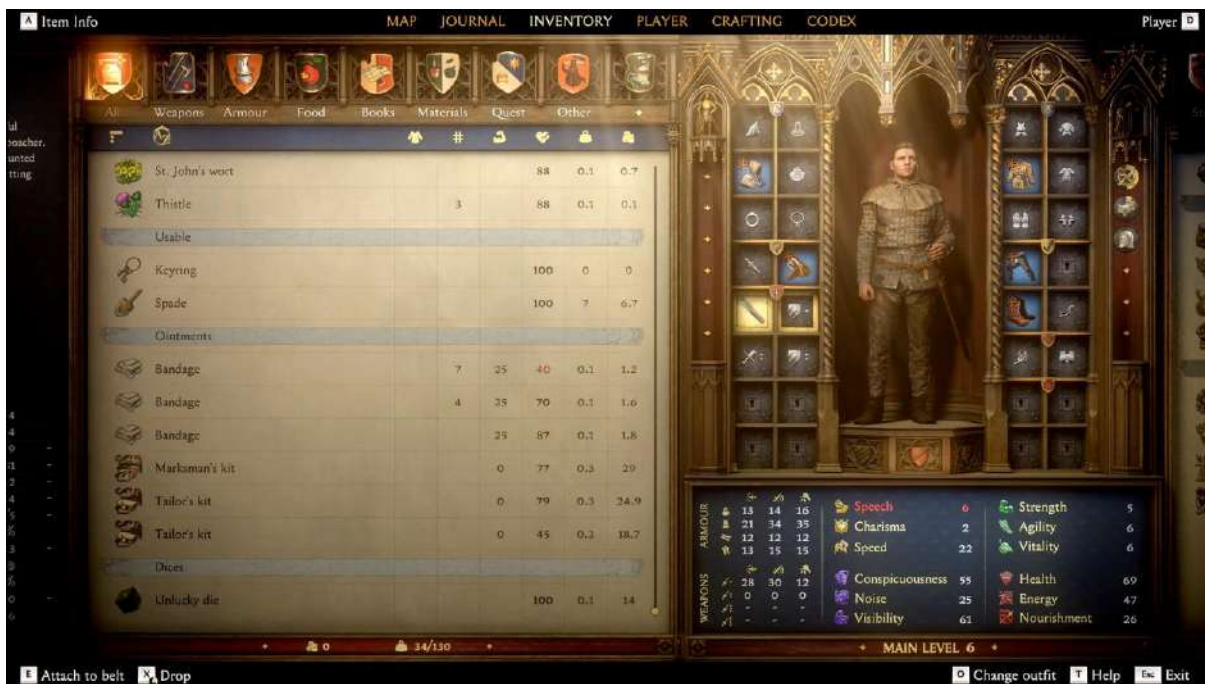 A Item Info MAP JOURNAL INVENTORY PLAYER CRAFTING CODEX Player D
All Weapons Armour Food Books Materials Quest Other
#
St. John's wort 88 0.1 0.7
Thistle 3 88 0.1 0.1
Usable
Keyring 100 0 0
Spade 100 7 6.7
Ointments
Bandage 7 25 40 0.1 1.2
Bandage 4 25 70 0.1 1.6
Bandage 25 87 0.1 1.8
Marksman's kit 0 77 0.3 29
Tailor's kit 0 79 0.3 24.9
Tailor's kit 0 45 0.3 18.7
Dices
Unlucky die 100 0.1 14
0 34/130
ARMOUR
13 14 16
21 34 35
12 12 12
13 15 15
WEAPONS
28 30 12
0 0 0
- - -
- - -
Speech 6
Charisma 2
Speed 22
Conspicuousness 55
Noise 25
Visibility 61
Strength 5
Agility 6
Vitality 6
Health 69
Energy 47
Nourishment 26
MAIN LEVEL 6
E Attach to belt X Drop O Change outfit T Help Esc Exit